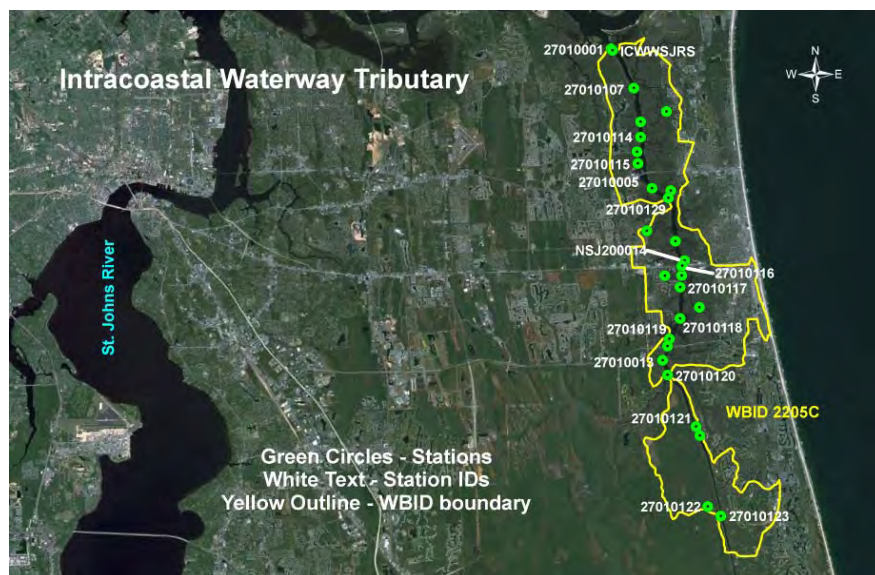 Intracoastal Waterway Tributary
N
W E
S
27010001 ICWWSJRS
27010107
27010114
27010115
27010005
27010129
NSJ200014
27010116
27010117
27010119 27010118
27010013
27010120
WBID 2205C
27010121
27010122 27010123
St. Johns River
Green Circles - Stations
White Text - Station IDs
Yellow Outline - WBID boundary